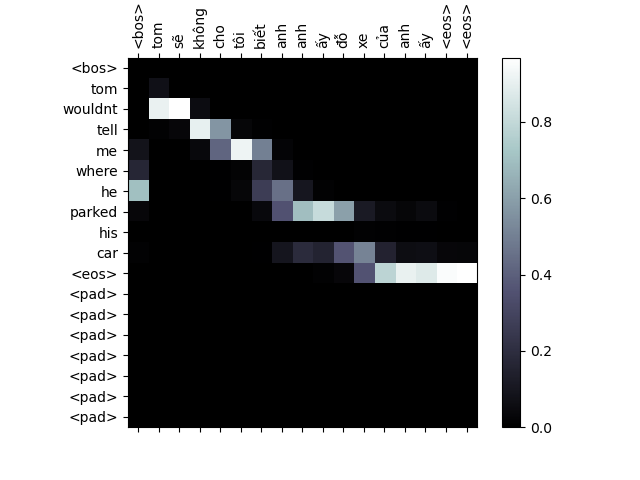 <bos> tom sẽ không cho tôi biết anh anh ấy đỗ xe của anh ấy <eos> <eos>
<bos>
tom
wouldnt
tell
me
where
he
parked
his
car
<eos>
<pad>
<pad>
<pad>
<pad>
<pad>
<pad>
<pad>
0.8
0.6
0.4
0.2
0.0